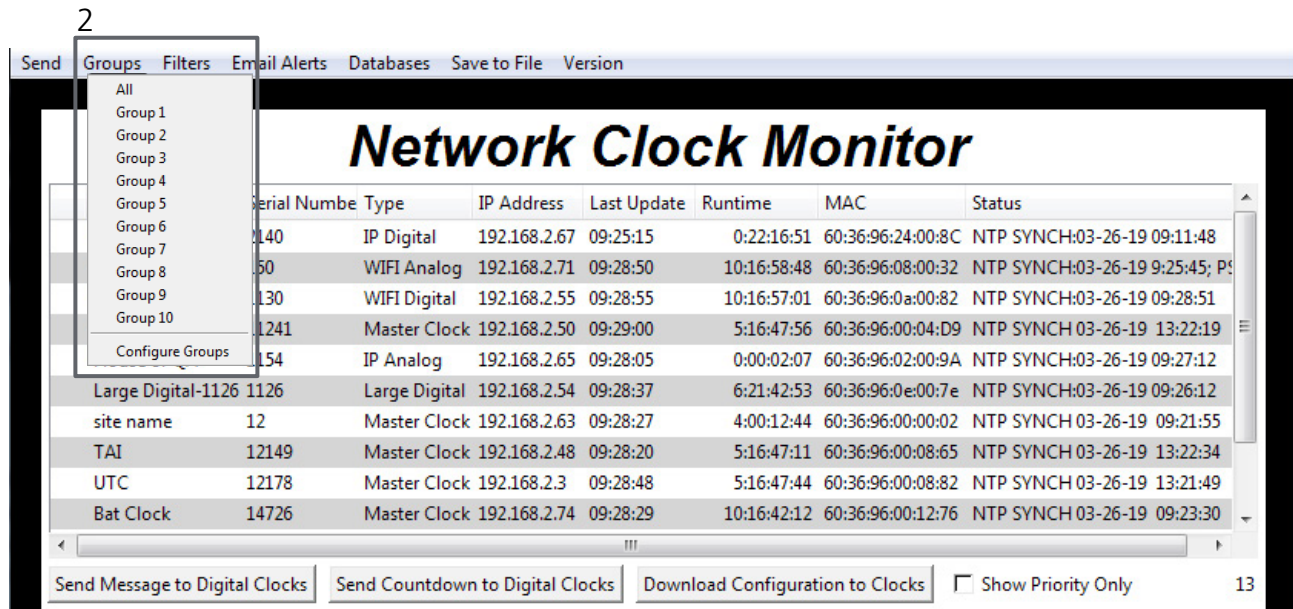 2
Send Groups Filters Email Alerts Databases Save to File Version
All
Group 1
Group 2
Group 3
Group 4
Group 5
Group 6
Group 7
Group 8
Group 9
Group 10
Configure Groups
Network Clock Monitor
Serial Numbe Type IP Address Last Update Runtime MAC Status
2140 IP Digital 192.168.2.67 09:25:15 0:22:16:51 60:36:96:24:00:8C NTP SYNCH:03-26-19 09:11:48
150 WIFI Analog 192.168.2.71 09:28:50 10:16:58:48 60:36:96:08:00:32 NTP SYNCH:03-26-19 9:25:45; PS
1130 WIFI Digital 192.168.2.55 09:28:55 10:16:57:01 60:36:96:0a:00:82 NTP SYNCH:03-26-19 09:28:51
11241 Master Clock 192.168.2.50 09:29:00 5:16:47:56 60:36:96:00:04:D9 NTP SYNCH 03-26-19 13:22:19
1154 IP Analog 192.168.2.65 09:28:05 0:00:02:07 60:36:96:02:00:9A NTP SYNCH:03-26-19 09:27:12
Large Digital-1126 1126 Large Digital 192.168.2.54 09:28:37 6:21:42:53 60:36:96:0e:00:7e NTP SYNCH:03-26-19 09:26:12
site name 12 Master Clock 192.168.2.63 09:28:27 4:00:12:44 60:36:96:00:00:02 NTP SYNCH 03-26-19 09:21:55
TAI 12149 Master Clock 192.168.2.48 09:28:20 5:16:47:11 60:36:96:00:08:65 NTP SYNCH 03-26-19 13:22:34
UTC 12178 Master Clock 192.168.2.3 09:28:48 5:16:47:44 60:36:96:00:08:82 NTP SYNCH 03-26-19 13:21:49
Bat Clock 14726 Master Clock 192.168.2.74 09:28:29 10:16:42:12 60:36:96:00:12:76 NTP SYNCH 03-26-19 09:23:30
Send Message to Digital Clocks Send Countdown to Digital Clocks Download Configuration to Clocks Show Priority Only 13